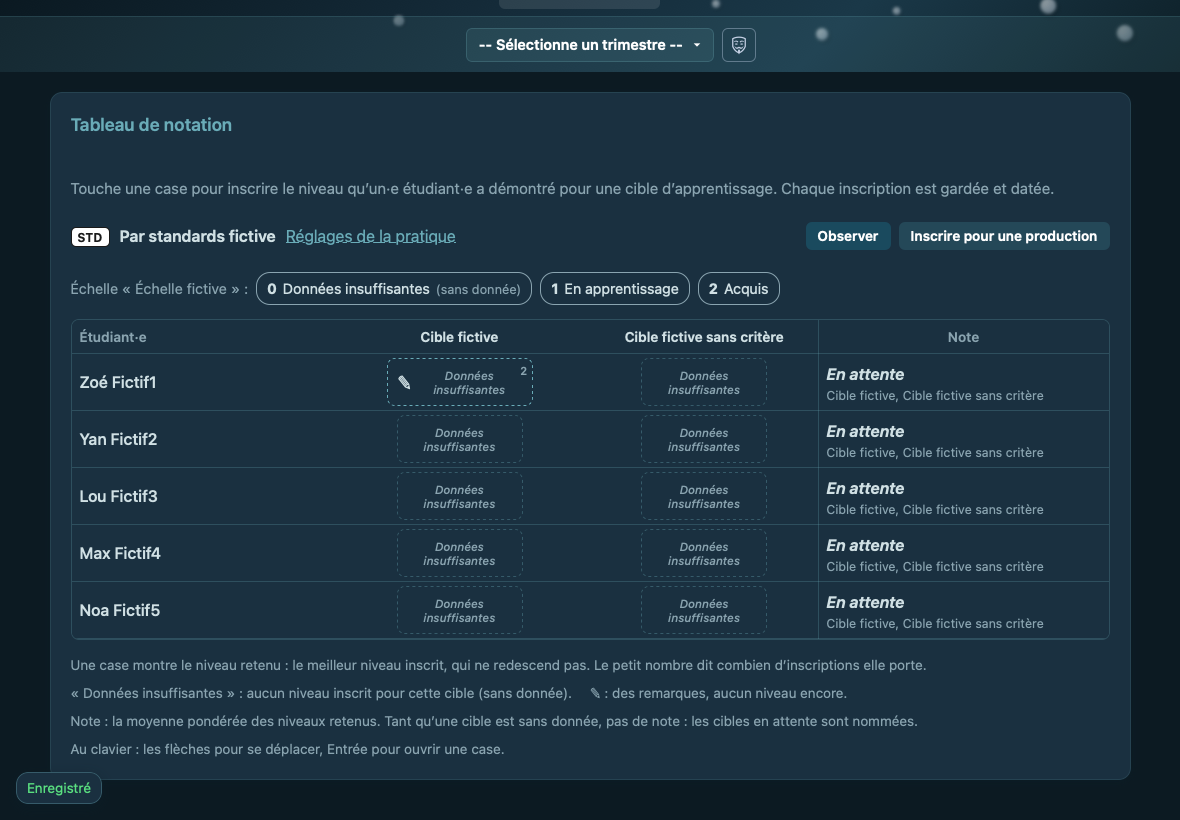 -- Sélectionne un trimestre --
Tableau de notation
Touche une case pour inscrire le niveau qu’un·e étudiant·e a démontré pour une cible d’apprentissage. Chaque inscription est gardée et datée.
STD Par standards fictive Réglages de la pratique Observer Inscrire pour une production
Échelle « Échelle fictive » : 0 Données insuffisantes (sans donnée) 1 En apprentissage 2 Acquis
Étudiant·e Cible fictive Cible fictive sans critère Note
Zoé Fictif1
✎ Données insuffisantes 2
Données insuffisantes
En attente
Cible fictive, Cible fictive sans critère
Yan Fictif2
Données insuffisantes
Données insuffisantes
En attente
Cible fictive, Cible fictive sans critère
Lou Fictif3
Données insuffisantes
Données insuffisantes
En attente
Cible fictive, Cible fictive sans critère
Max Fictif4
Données insuffisantes
Données insuffisantes
En attente
Cible fictive, Cible fictive sans critère
Noa Fictif5
Données insuffisantes
Données insuffisantes
En attente
Cible fictive, Cible fictive sans critère
Une case montre le niveau retenu : le meilleur niveau inscrit, qui ne redescend pas. Le petit nombre dit combien d’inscriptions elle porte.
« Données insuffisantes » : aucun niveau inscrit pour cette cible (sans donnée). ✎ : des remarques, aucun niveau encore.
Note : la moyenne pondérée des niveaux retenus. Tant qu’une cible est sans donnée, pas de note : les cibles en attente sont nommées.
Au clavier : les flèches pour se déplacer, Entrée pour ouvrir une case.
Enregistré